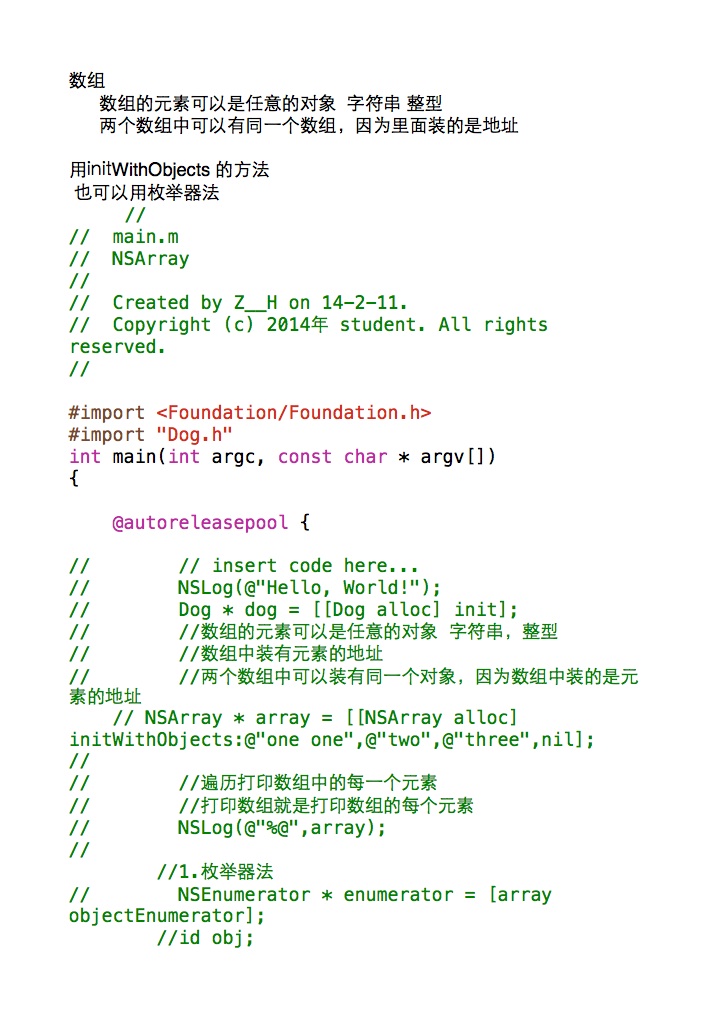 数组
数组的元素可以是任意的对象  字符串 整型
两个数组中可以有同一个数组，因为里面装的是地址
用initWithObjects 的方法
也可以用枚举器法
//
//  main.m
//  NSArray
//
//  Created by Z__H on 14-2-11.
//  Copyright (c) 2014年 student. All rights
reserved.
//
#import <Foundation/Foundation.h>
#import "Dog.h"
int main(int argc, const char * argv[])
{
    @autoreleasepool {
//        // insert code here...
//        NSLog(@"Hello, World!");
//        Dog * dog = [[Dog alloc] init];
//        //数组的元素可以是任意的对象  字符串，整型
//        //数组中装有元素的地址
//        //两个数组中可以装有同一个对象，因为数组中装的是元
素的地址
    // NSArray * array = [[NSArray alloc]
initWithObjects:@"one one",@"two",@"three",nil];
//
//        //遍历打印数组中的每一个元素
//        //打印数组就是打印数组的每个元素
//        NSLog(@"%@",array);
//
        //1.枚举器法
//        NSEnumerator * enumerator = [array
objectEnumerator];
        //id obj;